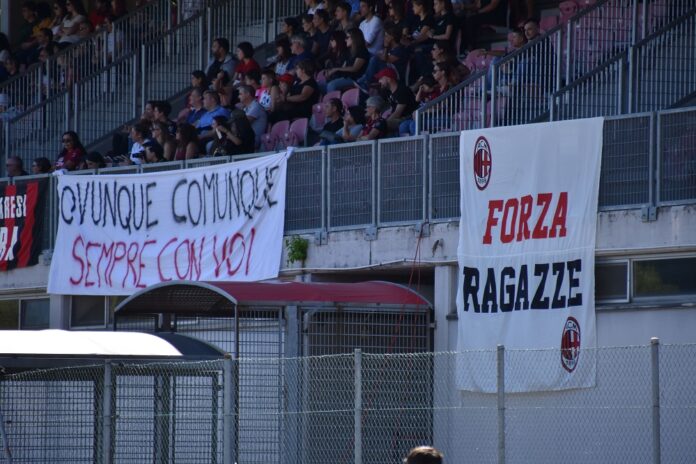 OVUNQUE COMUNQUE
SEMPRE CON VOI
FORZA
RAGAZZE